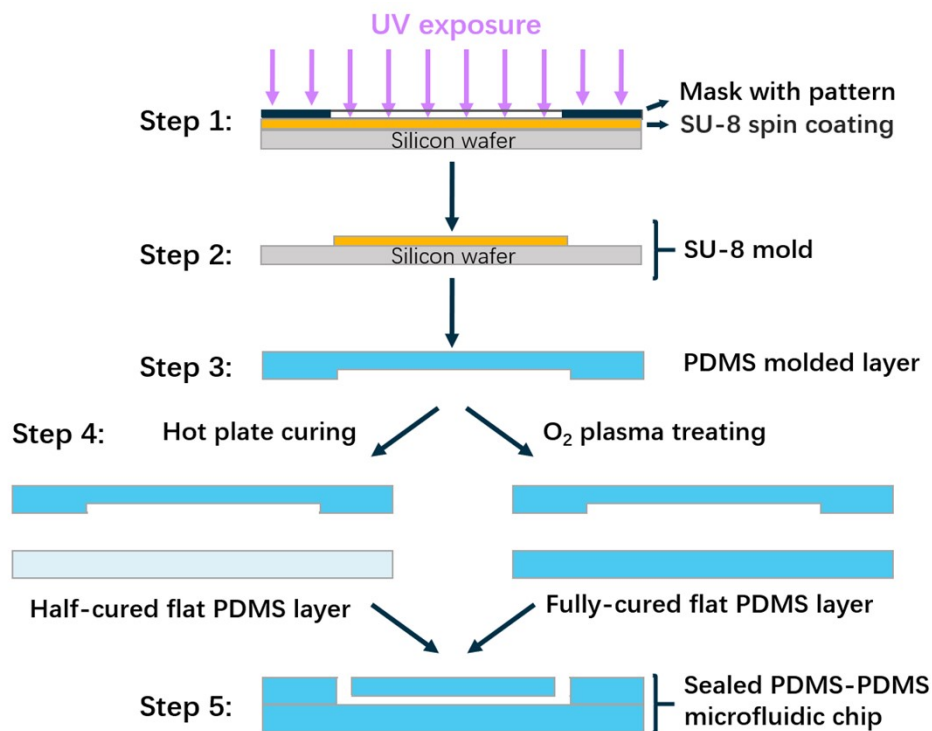 UV exposure
Step 1:
Mask with pattern
SU-8 spin coating
Silicon wafer
Step 2:
Silicon wafer
SU-8 mold
Step 3:
PDMS molded layer
Step 4:
Hot plate curing
O₂ plasma treating
Half-cured flat PDMS layer
Fully-cured flat PDMS layer
Step 5:
Sealed PDMS-PDMS
microfluidic chip